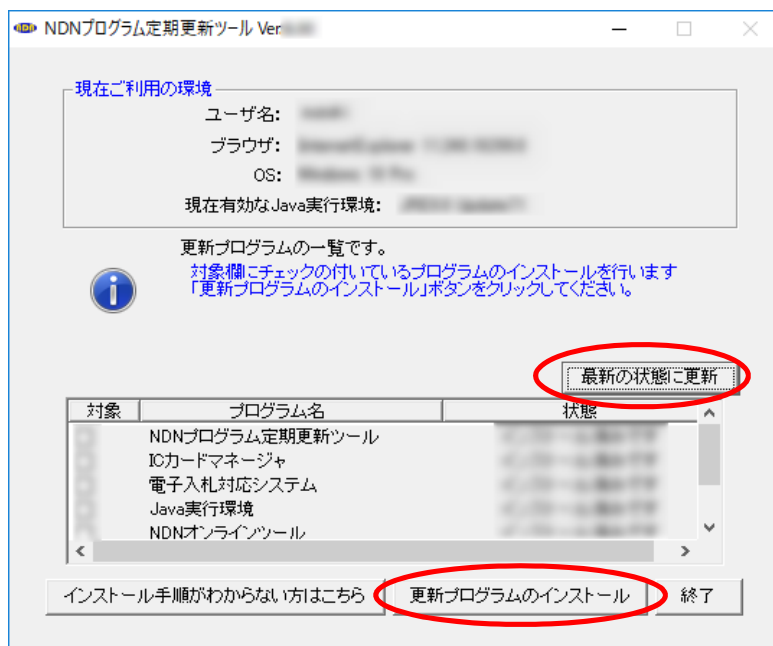 NDNプログラム定期更新ツール Ver.
現在ご利用の環境
ユーザ名:
ブラウザ:
OS:
現在有効なJava実行環境:
更新プログラムの一覧です。
対象欄にチェックの付いているプログラムのインストールを行います
「更新プログラムのインストール」ボタンをクリックしてください。
最新の状態に更新
対象 プログラム名 状態
NDNプログラム定期更新ツール
ICカードマネージャ
電子入札対応システム
Java実行環境
NDNオンラインツール
インストール手順がわからない方はこちら 更新プログラムのインストール 終了